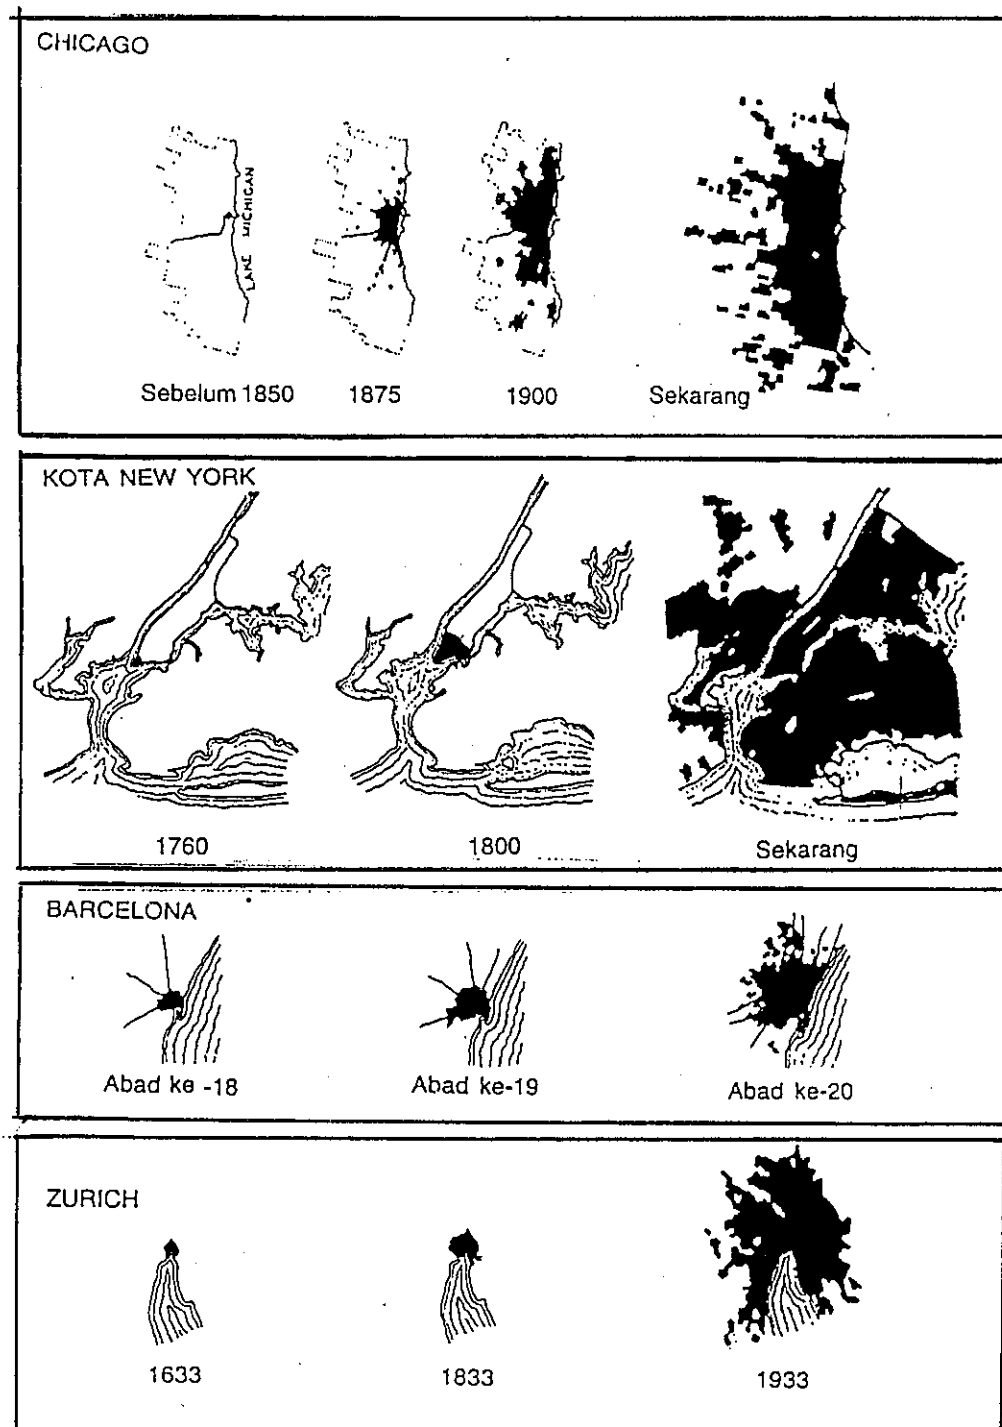 CHICAGO
LAKE MICHIGAN
Sebelum 1850
1875
1900
Sekarang
KOTA NEW YORK
1760
1800
Sekarang
BARCELONA
Abad ke -18
Abad ke-19
Abad ke-20
ZURICH
1633
1833
1933